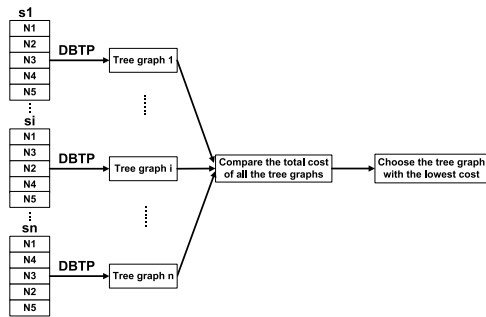 s1
N1
N2
N3
N4
N5
DBTP
Tree graph 1
si
N1
N3
N2
N4
N5
DBTP
Tree graph i
sn
N1
N4
N3
N2
N5
DBTP
Tree graph n
Compare the total cost
of all the tree graphs
Choose the tree graph
with the lowest cost